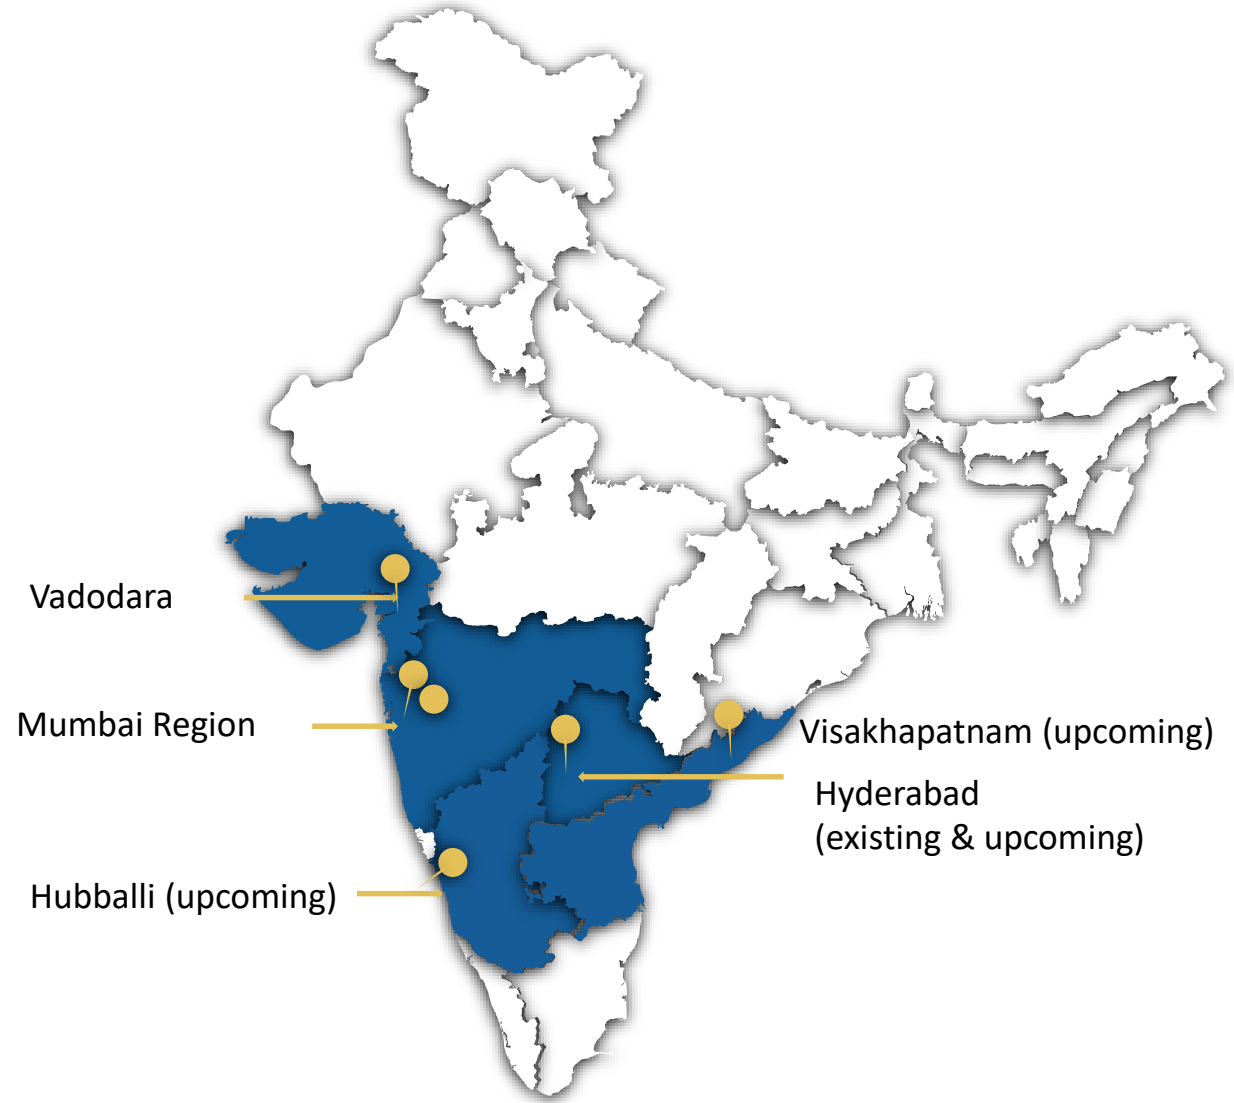 Vadodara
Mumbai Region
Visakhapatnam (upcoming)
Hyderabad
(existing & upcoming)
Hubballi (upcoming)